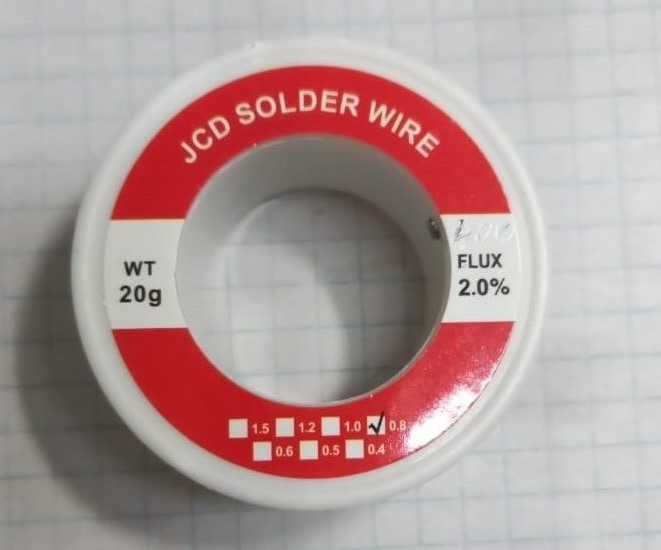 JCD SOLDER WIRE
WT
20g
FLUX
2.0%
1.5 1.2 1.0 ✓ 0.8
0.6 0.5 0.4